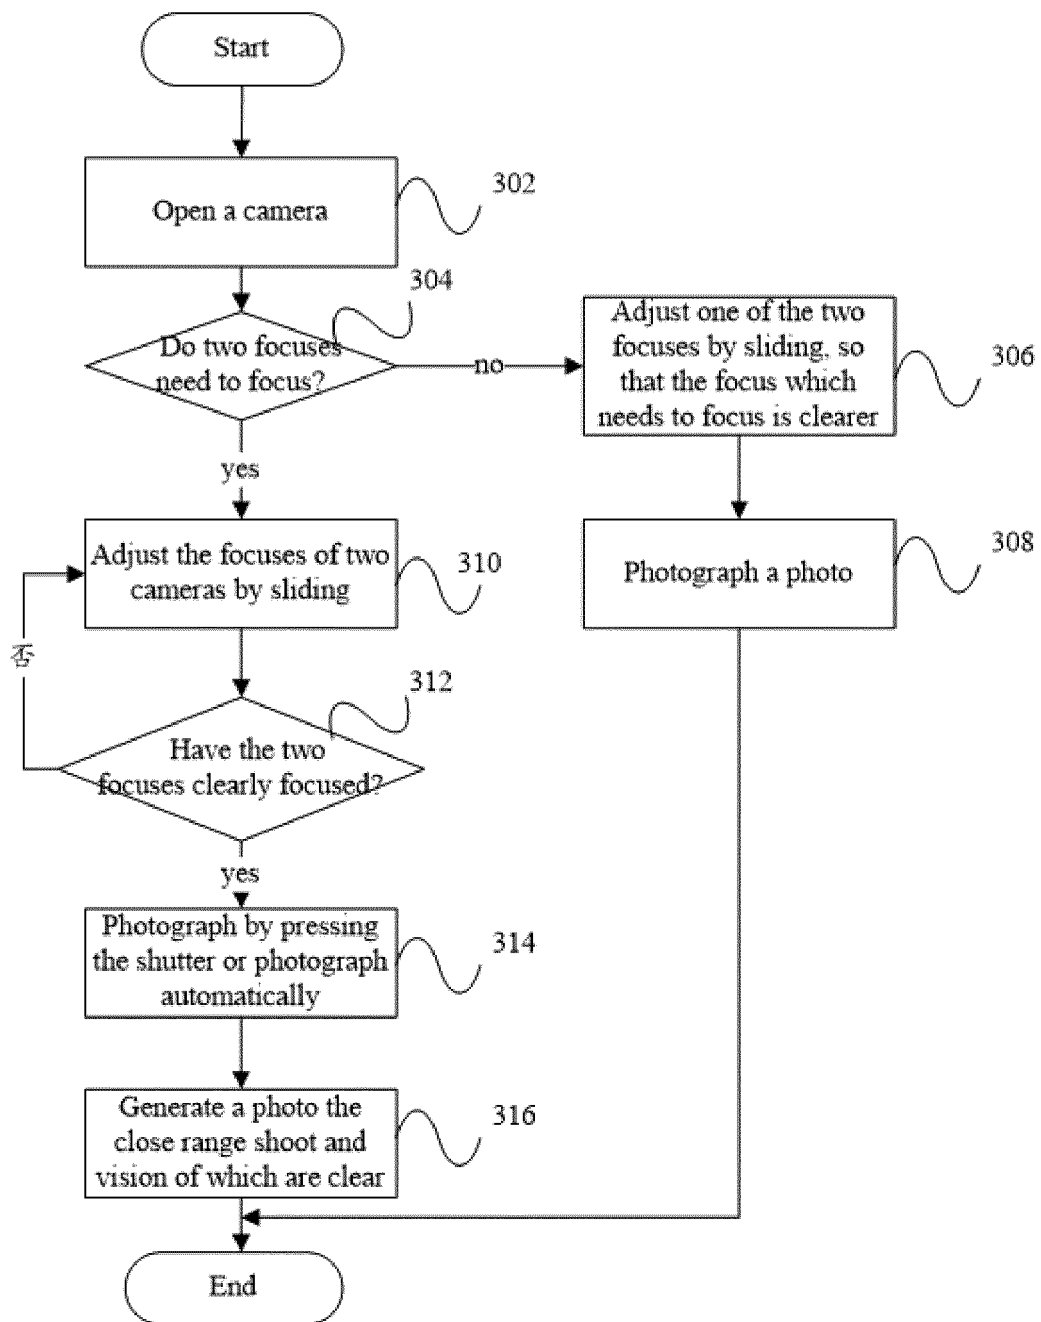 Start
Open a camera
302
304
Do two focuses
need to focus?
no
Adjust one of the two
focuses by sliding, so
that the focus which
needs to focus is clearer
306
yes
Adjust the focuses of two
cameras by sliding
310
Photograph a photo
308
否
312
Have the two
focuses clearly focused?
yes
Photograph by pressing
the shutter or photograph
automatically
314
Generate a photo the
close range shoot and
vision of which are clear
316
End